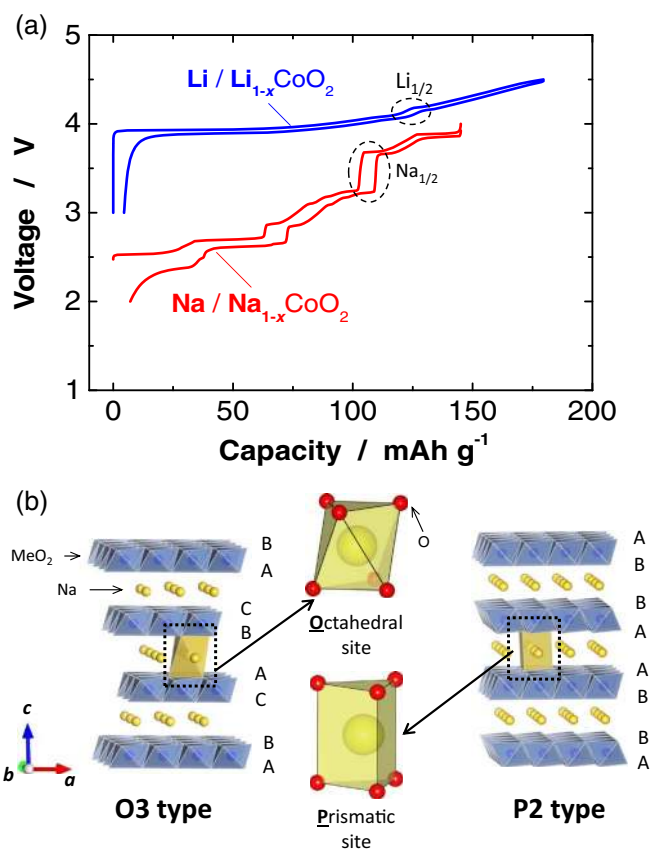 (a)
5
4
3
2
1
Voltage / V
Li / Li1-xCoO2
Li1/2
Na1/2
Na / Na1-xCoO2
0
50
100
150
200
Capacity / mAh g-1
(b)
MeO2
Na
B
A
C
B
A
C
B
A
O
Octahedral
site
Prismatic
site
A
B
B
A
A
B
B
A
c
b
a
O3 type
P2 type